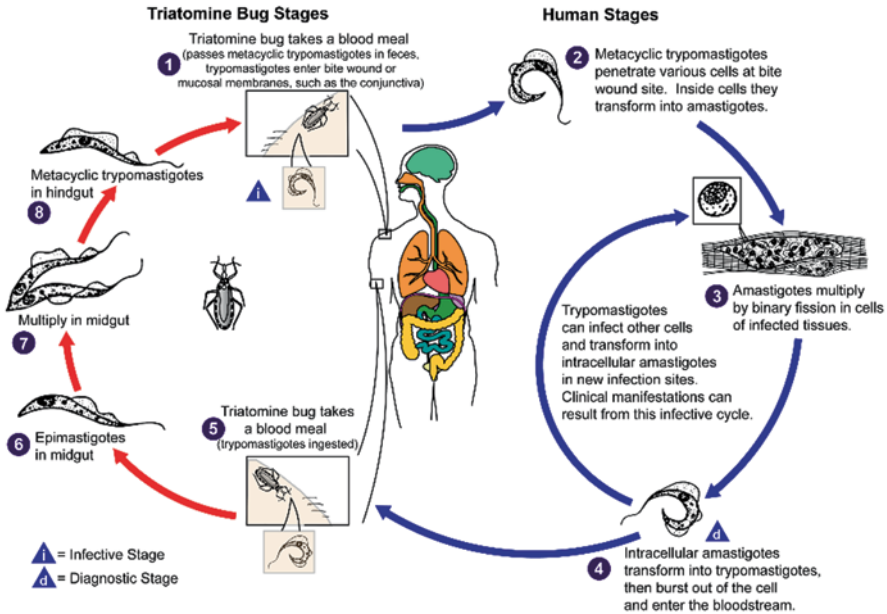 Triatomine Bug Stages
Human Stages
1
Triatomine bug takes a blood meal
(passes metacyclic trypomastigotes in feces,
trypomastigotes enter bite wound or
mucosal membranes, such as the conjunctiva)
i
2
Metacyclic trypomastigotes
penetrate various cells at bite
wound site. Inside cells they
transform into amastigotes.
3
Amastigotes multiply
by binary fission in cells
of infected tissues.
Trypomastigotes
can infect other cells
and transform into
intracellular amastigotes
in new infection sites.
Clinical manifestations can
result from this infective cycle.
d
4
Intracellular amastigotes
transform into trypomastigotes,
then burst out of the cell
and enter the bloodstream.
5
Triatomine bug takes
a blood meal
(trypomastigotes ingested)
6
Epimastigotes
in midgut
7
Multiply in midgut
8
Metacyclic trypomastigotes
in hindgut
i = Infective Stage
d = Diagnostic Stage